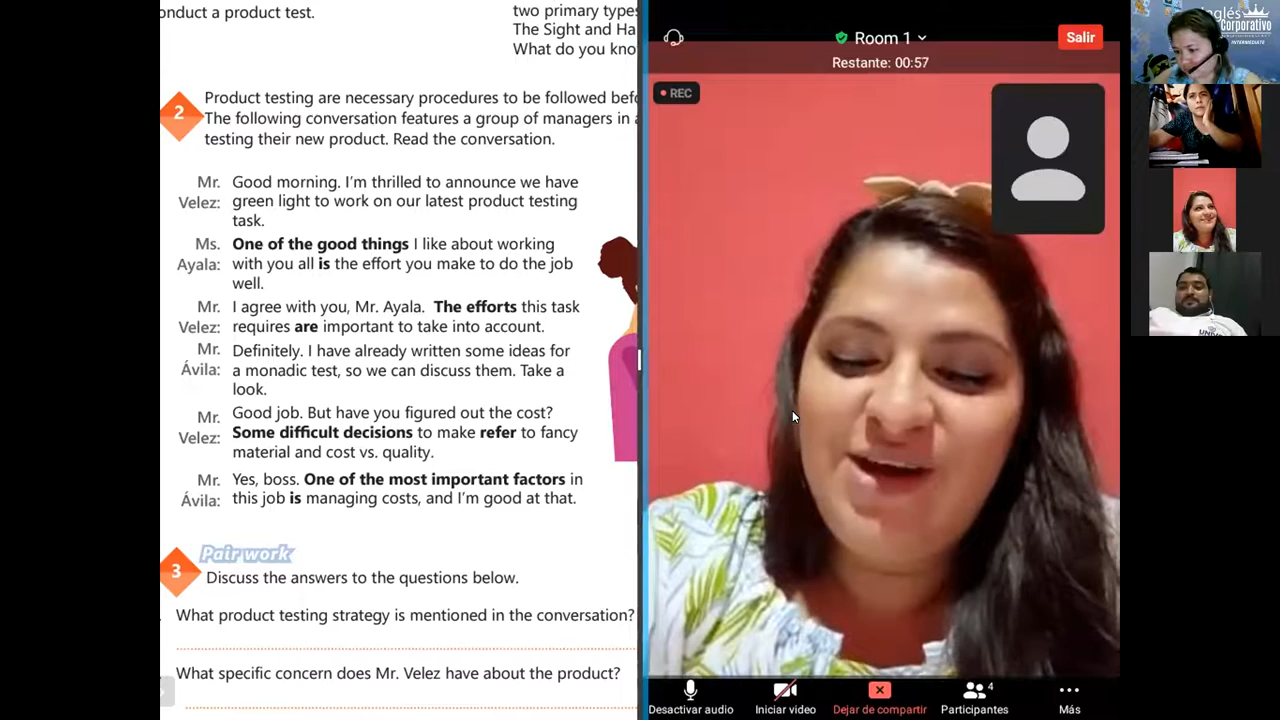 onduct a product test.
two primary types
The Sight and Ha
What do you kno
2
Product testing are necessary procedures to be followed bef
The following conversation features a group of managers in a
testing their new product. Read the conversation.
Mr. Velez: Good morning. I'm thrilled to announce we have
green light to work on our latest product testing
task.
Ms. Ayala: One of the good things I like about working
with you all is the effort you make to do the job
well.
Mr. Velez: I agree with you, Mr. Ayala. The efforts this task
requires are important to take into account.
Mr. Ávila: Definitely. I have already written some ideas for
a monadic test, so we can discuss them. Take a
look.
Mr. Velez: Good job. But have you figured out the cost?
Some difficult decisions to make refer to fancy
material and cost vs. quality.
Mr. Ávila: Yes, boss. One of the most important factors in
this job is managing costs, and I'm good at that.
Pair work
3
Discuss the answers to the questions below.
What product testing strategy is mentioned in the conversation?
What specific concern does Mr. Velez have about the product?
Room 1
Salir
Restante: 00:57
REC
Desactivar audio
Iniciar video
Dejar de compartir
Participantes
4
Más
Inglés
Corporativo
INTERMEDIATE